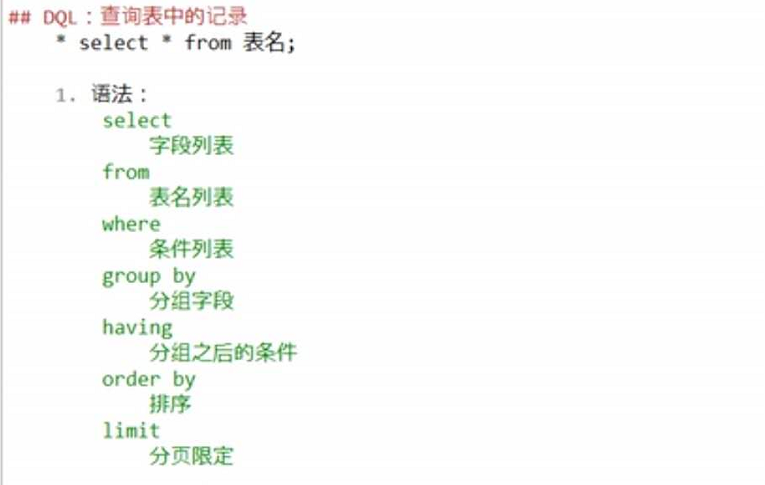 ## DQL：查询表中的记录
* select * from 表名;
1. 语法：
select
字段列表
from
表名列表
where
条件列表
group by
分组字段
having
分组之后的条件
order by
排序
limit
分页限定